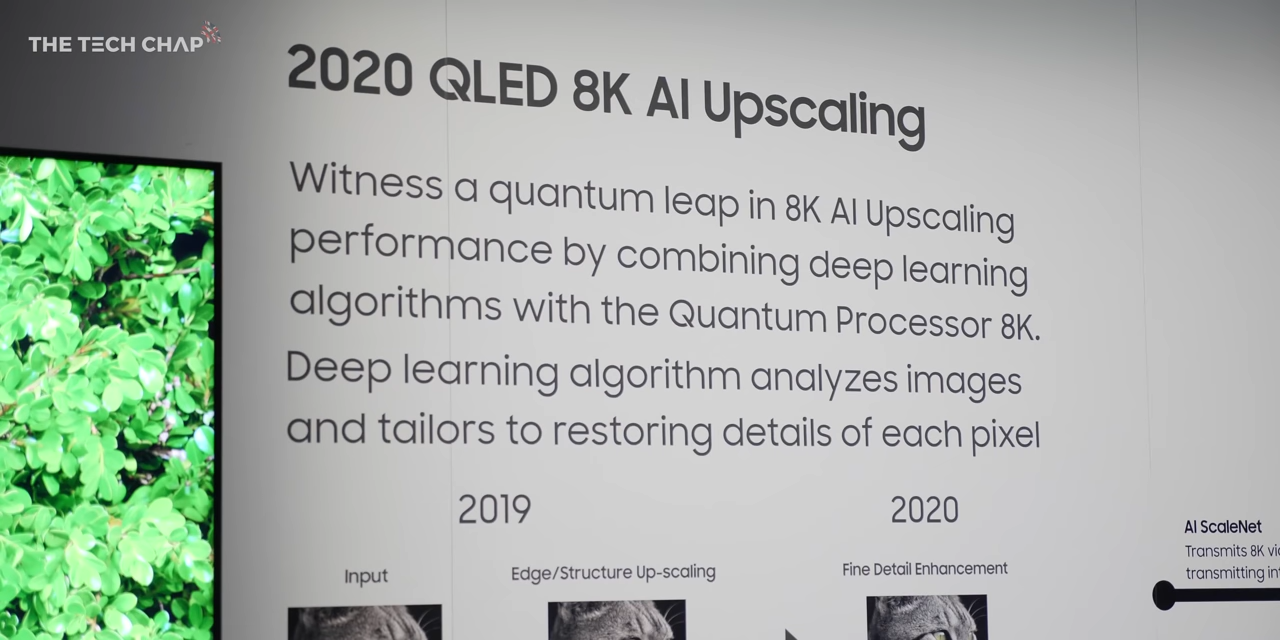 THE TECH CHAP
2020 QLED 8K AI Upscaling
Witness a quantum leap in 8K AI Upscaling
performance by combining deep learning
algorithms with the Quantum Processor 8K.
Deep learning algorithm analyzes images
and tailors to restoring details of each pixel
2019
2020
Input
Edge/Structure Up-scaling
Fine Detail Enhancement
AI ScaleNet
Transmits 8K
transmitting